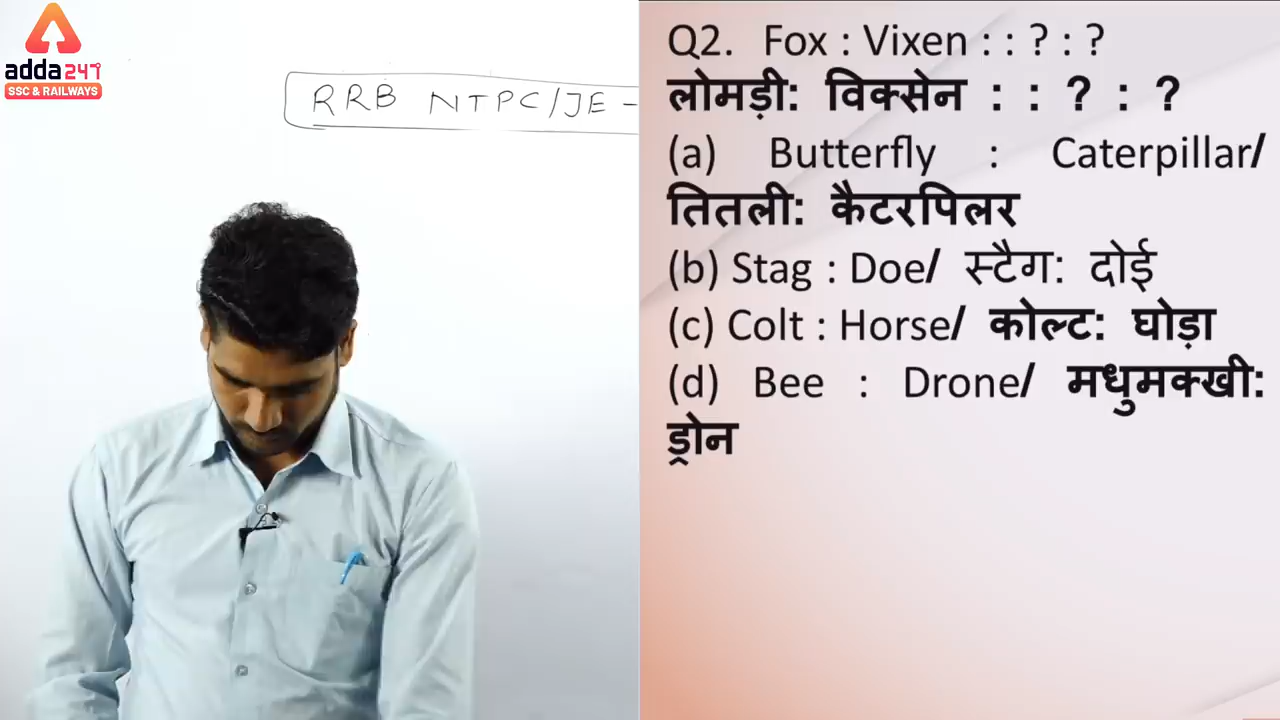 adda247
SSC & RAILWAYS
RRB NTPC/JE -
Q2. Fox : Vixen : : ? : ?
लोमड़ी: विक्सेन : : ? : ?
(a) Butterfly : Caterpillar/
तितली: कैटरपिलर
(b) Stag : Doe/ स्टैग: दोई
(c) Colt : Horse/ कोल्ट: घोड़ा
(d) Bee : Drone/ मधुमक्खी:
ड्रोन